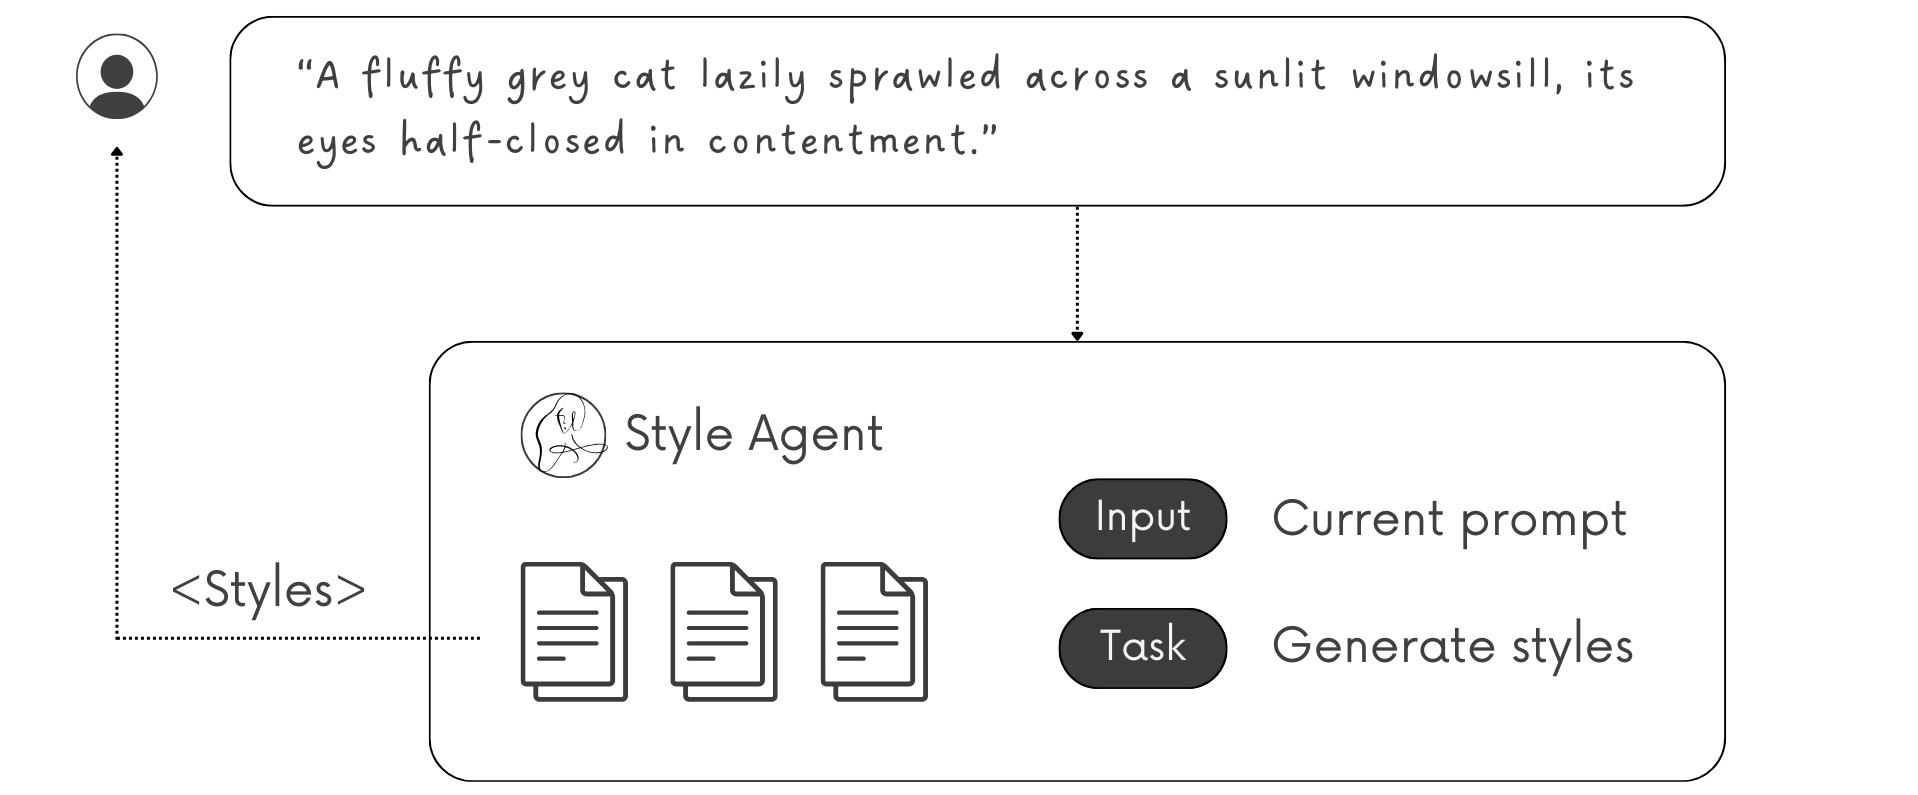 “A fluffy grey cat lazily sprawled across a sunlit windowsill, its
eyes half-closed in contentment.”
Style Agent
Input
Current prompt
<Styles>
Task
Generate styles